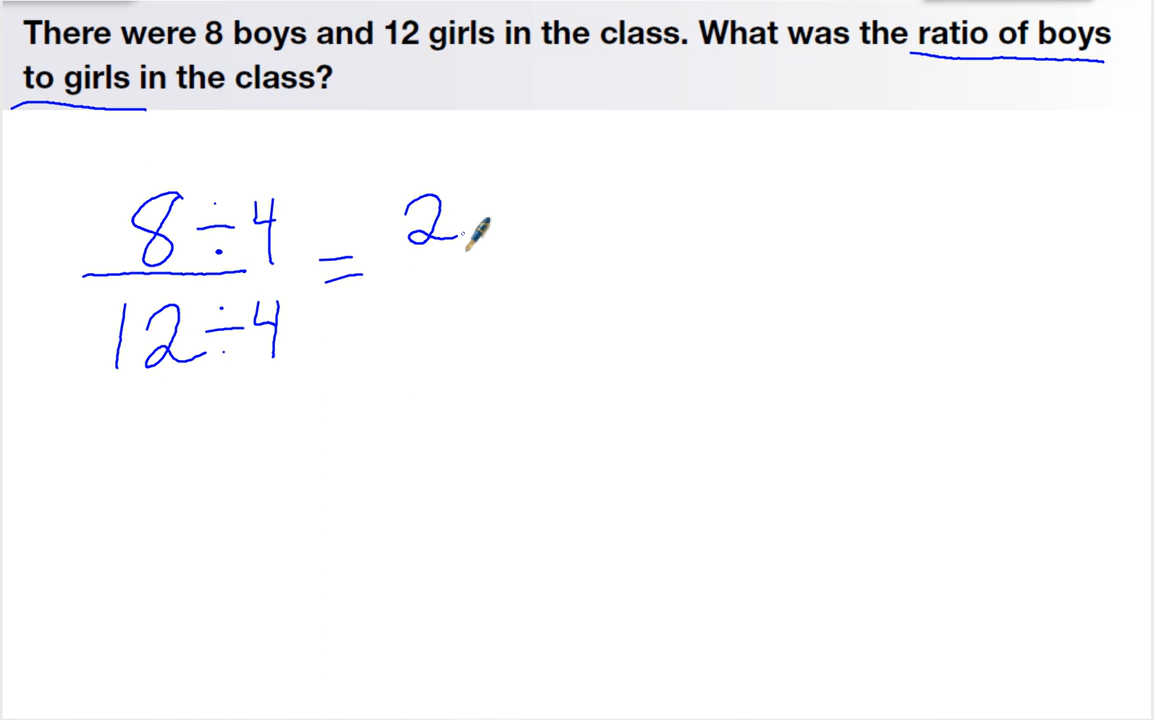 There were 8 boys and 12 girls in the class. What was the ratio of boys
to girls in the class?
8 ÷ 4
= 2
12 ÷ 4